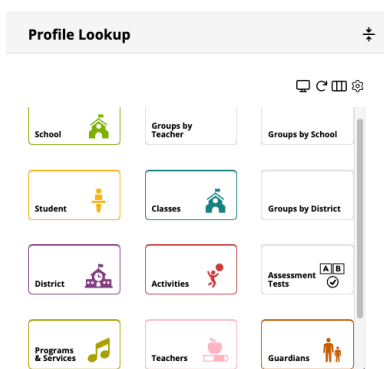 Profile Lookup
School
Groups by
Teacher
Groups by School
Student
Classes
Groups by District
District
Activities
Assessment
Tests
A B
Programs
& Services
Teachers
Guardians